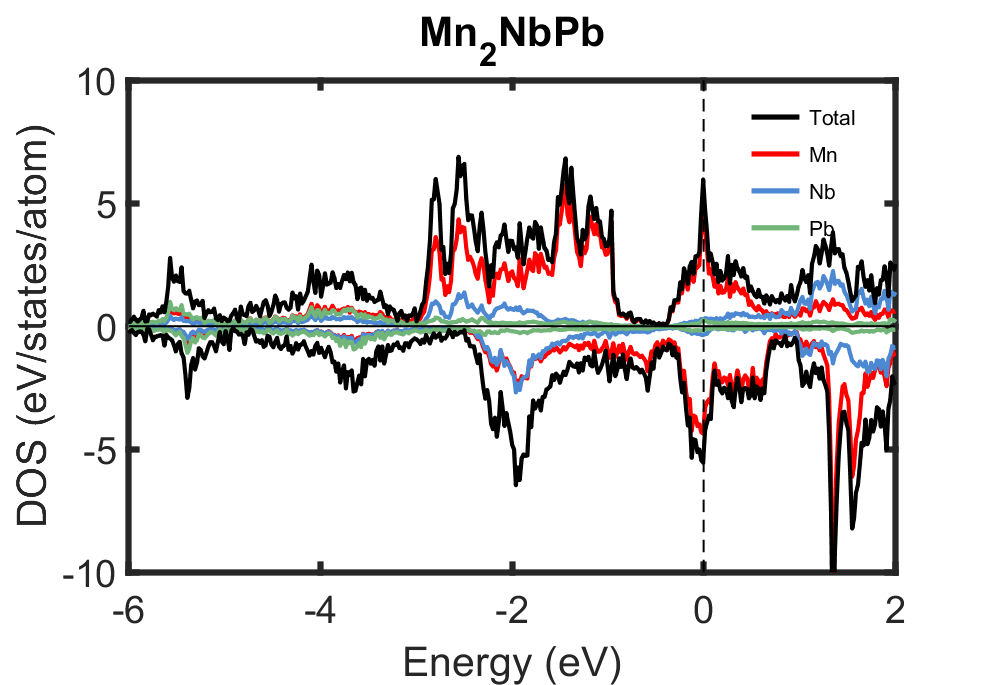 Mn2NbPb
10
5
0
-5
-10
-6
-4
-2
0
2
DOS (eV/states/atom)
Energy (eV)
Total
Mn
Nb
Pb